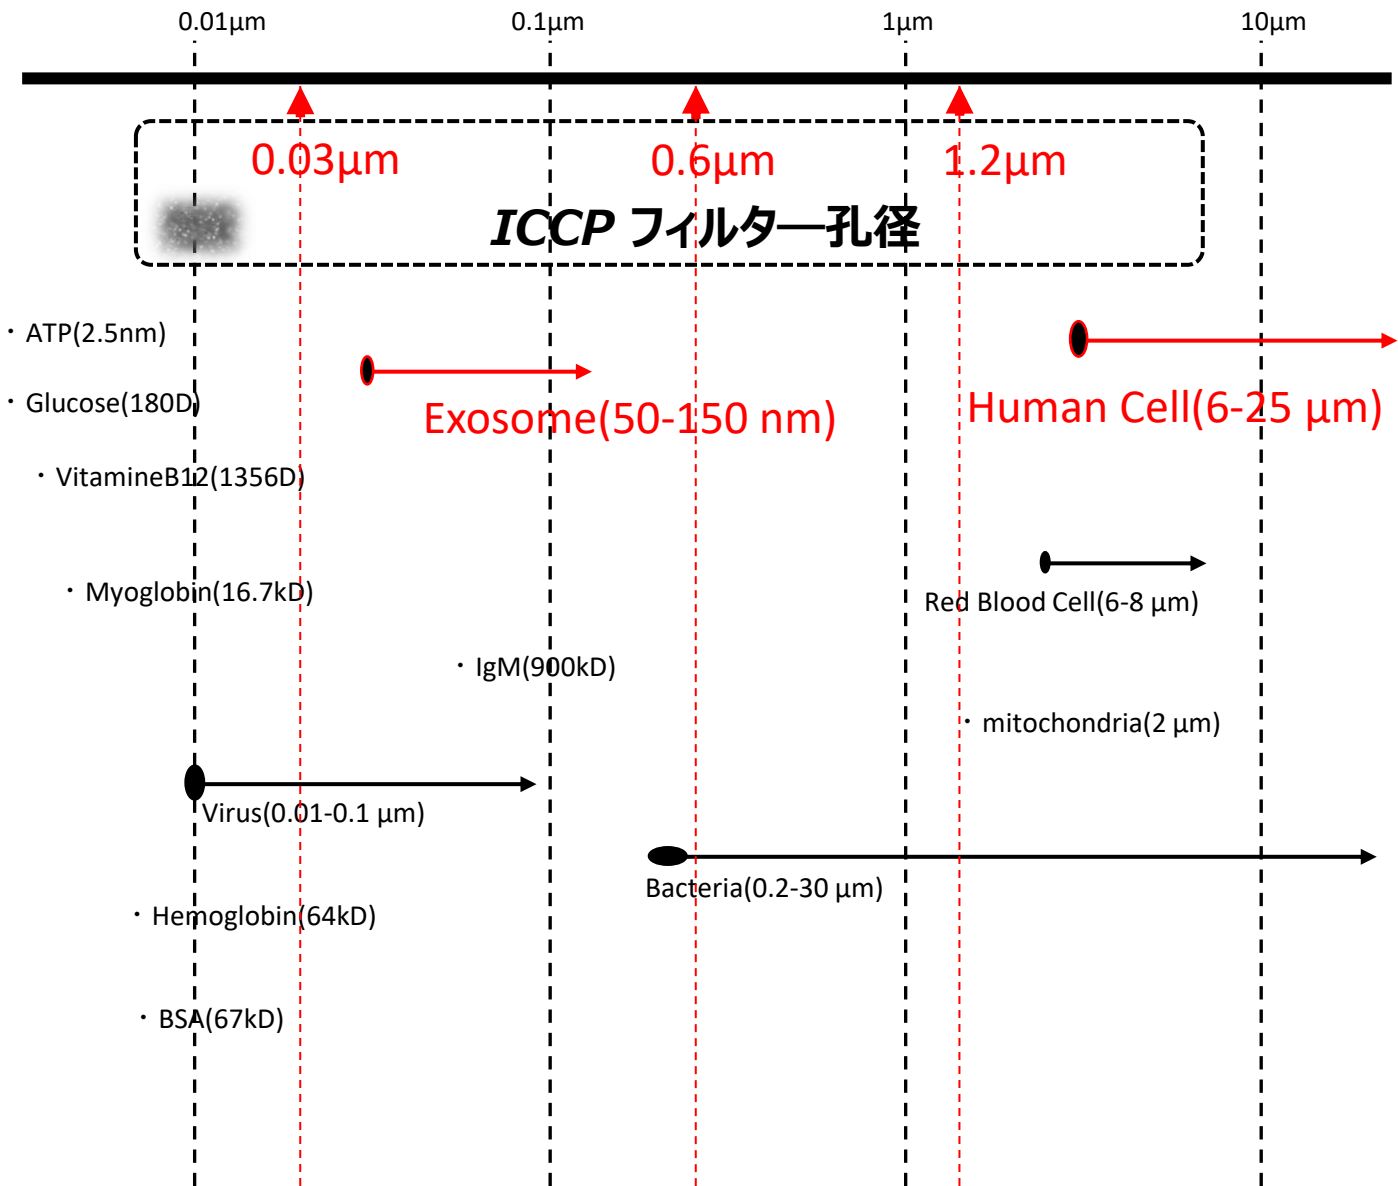 0.01µm 0.1µm 1µm 10µm
0.03µm 0.6µm 1.2µm
ICCP フィルター孔径
・ATP(2.5nm)
・Glucose(180D)
Exosome(50-150 nm)
Human Cell(6-25 µm)
・VitamineB12(1356D)
・Myoglobin(16.7kD)
Red Blood Cell(6-8 µm)
・IgM(900kD)
・mitochondria(2 µm)
Virus(0.01-0.1 µm)
Bacteria(0.2-30 µm)
・Hemoglobin(64kD)
・BSA(67kD)